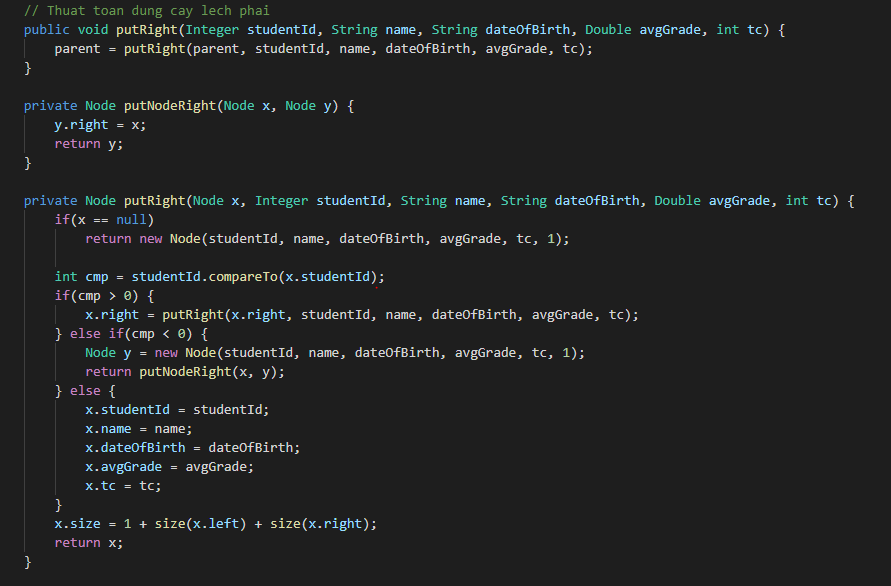 // Thuat toan dung cay lech phai
public void putRight(Integer studentId, String name, String dateOfBirth, Double avgGrade, int tc) {
    parent = putRight(parent, studentId, name, dateOfBirth, avgGrade, tc);
}

private Node putNodeRight(Node x, Node y) {
    y.right = x;
    return y;
}

private Node putRight(Node x, Integer studentId, String name, String dateOfBirth, Double avgGrade, int tc) {
    if(x == null)
        return new Node(studentId, name, dateOfBirth, avgGrade, tc, 1);

    int cmp = studentId.compareTo(x.studentId);
    if(cmp > 0) {
        x.right = putRight(x.right, studentId, name, dateOfBirth, avgGrade, tc);
    } else if(cmp < 0) {
        Node y = new Node(studentId, name, dateOfBirth, avgGrade, tc, 1);
        return putNodeRight(x, y);
    } else {
        x.studentId = studentId;
        x.name = name;
        x.dateOfBirth = dateOfBirth;
        x.avgGrade = avgGrade;
        x.tc = tc;
    }
    x.size = 1 + size(x.left) + size(x.right);
    return x;
}